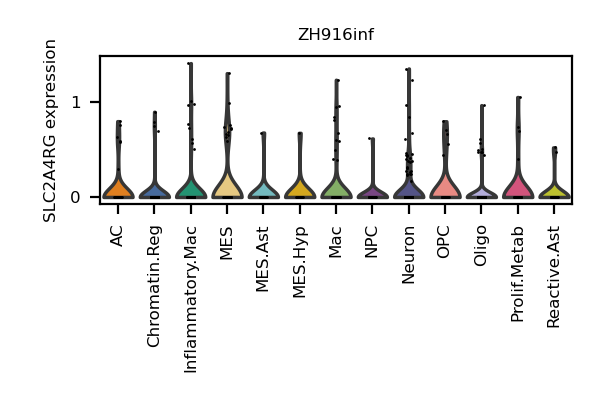 ZH916inf
SLC2A4RG expression
1
0
AC
Chromatin.Reg
Inflammatory.Mac
MES
MES.Ast
MES.Hyp
Mac
NPC
Neuron
OPC
Oligo
Prolif.Metab
Reactive.Ast